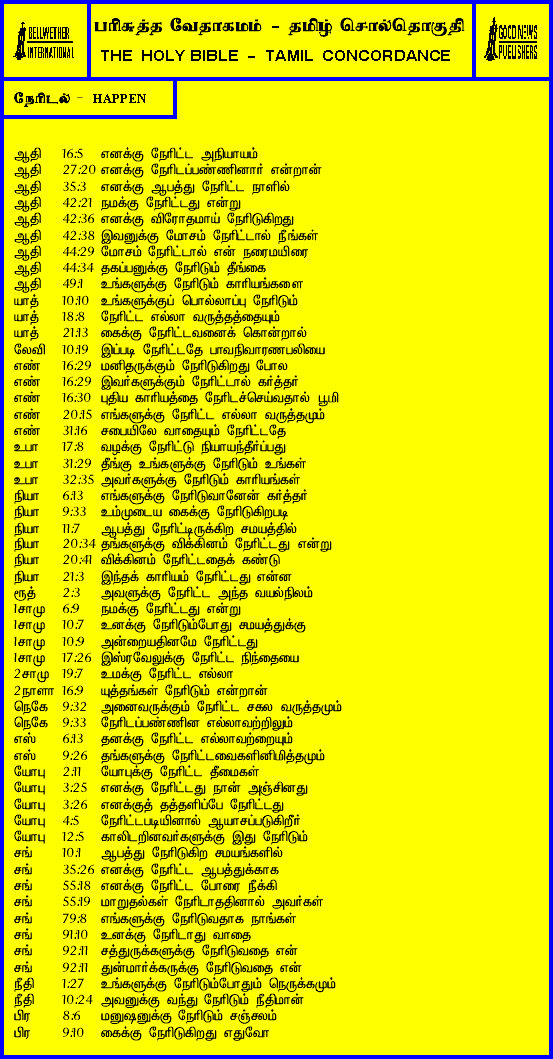 BELLWETHER
INTERNATIONAL
பரிசுத்த வேதாகமம் - தமிழ் சொல்தொகுதி
THE HOLY BIBLE - TAMIL CONCORDANCE
GOOD NEWS
PUBLISHERS
நேரிடல் - HAPPEN
ஆதி 16:5 எனக்கு நேரிட்ட அநியாயம்
ஆதி 27:20 எனக்கு நேரிடப்பண்ணினார் என்றான்
ஆதி 35:3 எனக்கு ஆபத்து நேரிட்ட நாளில்
ஆதி 42:21 நமக்கு நேரிட்டது என்று
ஆதி 42:36 எனக்கு விரோதமாய் நேரிடுகிறது
ஆதி 42:38 இவனுக்கு மோசம் நேரிட்டால் நீங்கள்
ஆதி 44:29 மோசம் நேரிட்டால் என் நரைமயிரை
ஆதி 44:34 தகப்பனுக்கு நேரிடும் தீங்கை
ஆதி 49:1 உங்களுக்கு நேரிடும் காரியங்களை
யாத் 10:10 உங்களுக்குப் பொல்லாப்பு நேரிடும்
யாத் 18:8 நேரிட்ட எல்லா வருத்தத்தையும்
யாத் 21:13 கைக்கு நேரிட்டவனைக் கொன்றால்
லேவி 10:19 இப்படி நேரிட்டதே பாவநிவாரணபலியை
எண் 16:29 மனிதருக்கும் நேரிடுகிறது போல
எண் 16:29 இவர்களுக்கும் நேரிட்டால் கர்த்தர்
எண் 16:30 புதிய காரியத்தை நேரிடச்செய்வதால் பூமி
எண் 20:15 எங்களுக்கு நேரிட்ட எல்லா வருத்தமும்
எண் 31:16 சபையிலே வாதையும் நேரிட்டதே
உபா 17:8 வழக்கு நேரிட்டு நியாயந்தீர்ப்பது
உபா 31:29 தீங்கு உங்களுக்கு நேரிடும் உங்கள்
உபா 32:35 அவர்களுக்கு நேரிடும் காரியங்கள்
நியா 6:13 எங்களுக்கு நேரிடுவானேன் கர்த்தர்
நியா 9:33 உம்முடைய கைக்கு நேரிடுகிறபடி
நியா 11:7 ஆபத்து நேரிட்டிருக்கிற சமயத்தில்
நியா 20:34 தங்களுக்கு விக்கினம் நேரிட்டது என்று
நியா 20:41 விக்கினம் நேரிட்டதைக் கண்டு
நியா 21:3 இந்தக் காரியம் நேரிட்டது என்ன
ரூத் 2:3 அவளுக்கு நேரிட்ட அந்த வயல்நிலம்
1சாமு 6:9 நமக்கு நேரிட்டது என்று
1சாமு 10:7 உனக்கு நேரிடும்போது சமயத்துக்கு
1சாமு 10:9 அன்றையதினமே நேரிட்டது
1சாமு 17:26 இஸ்ரவேலுக்கு நேரிட்ட நிந்தையை
2சாமு 19:7 உமக்கு நேரிட்ட எல்லா
2நாளா 16:9 யுத்தங்கள் நேரிடும் என்றான்
நெகே 9:32 அனைவருக்கும் நேரிட்ட சகல வருத்தமும்
நெகே 9:33 நேரிடப்பண்ணின எல்லாவற்றிலும்
எஸ் 6:13 தனக்கு நேரிட்ட எல்லாவற்றையும்
எஸ் 9:26 தங்களுக்கு நேரிட்டவைகளினிமித்தமும்
யோபு 2:11 யோபுக்கு நேரிட்ட தீமைகள்
யோபு 3:25 எனக்கு நேரிட்டது நான் அஞ்சினது
யோபு 3:26 எனக்குத் தத்தளிப்பே நேரிட்டது
யோபு 4:5 நேரிட்டபடியினால் ஆயாசப்படுகிறீர்
யோபு 12:5 காலிடறினவர்களுக்கு இது நேரிடும்
சங் 10:1 ஆபத்து நேரிடுகிற சமயங்களில்
சங் 35:26 எனக்கு நேரிட்ட ஆபத்துக்காக
சங் 55:18 எனக்கு நேரிட்ட போரை நீக்கி
சங் 55:19 மாறுதல்கள் நேரிடாததினால் அவர்கள்
சங் 79:8 எங்களுக்கு நேரிடுவதாக நாங்கள்
சங் 91:10 உனக்கு நேரிடாது வாதை
சங் 92:11 சத்துருக்களுக்கு நேரிடுவதை என்
சங் 92:11 துன்மார்க்கருக்கு நேரிடுவதை என்
நீதி 1:27 உங்களுக்கு நேரிடும்போதும் நெருக்கமும்
நீதி 10:24 அவனுக்கு வந்து நேரிடும் நீதிமான்
பிர 8:6 மனுஷனுக்கு நேரிடும் சஞ்சலம்
பிர 9:10 கைக்கு நேரிடுகிறது எதுவோ